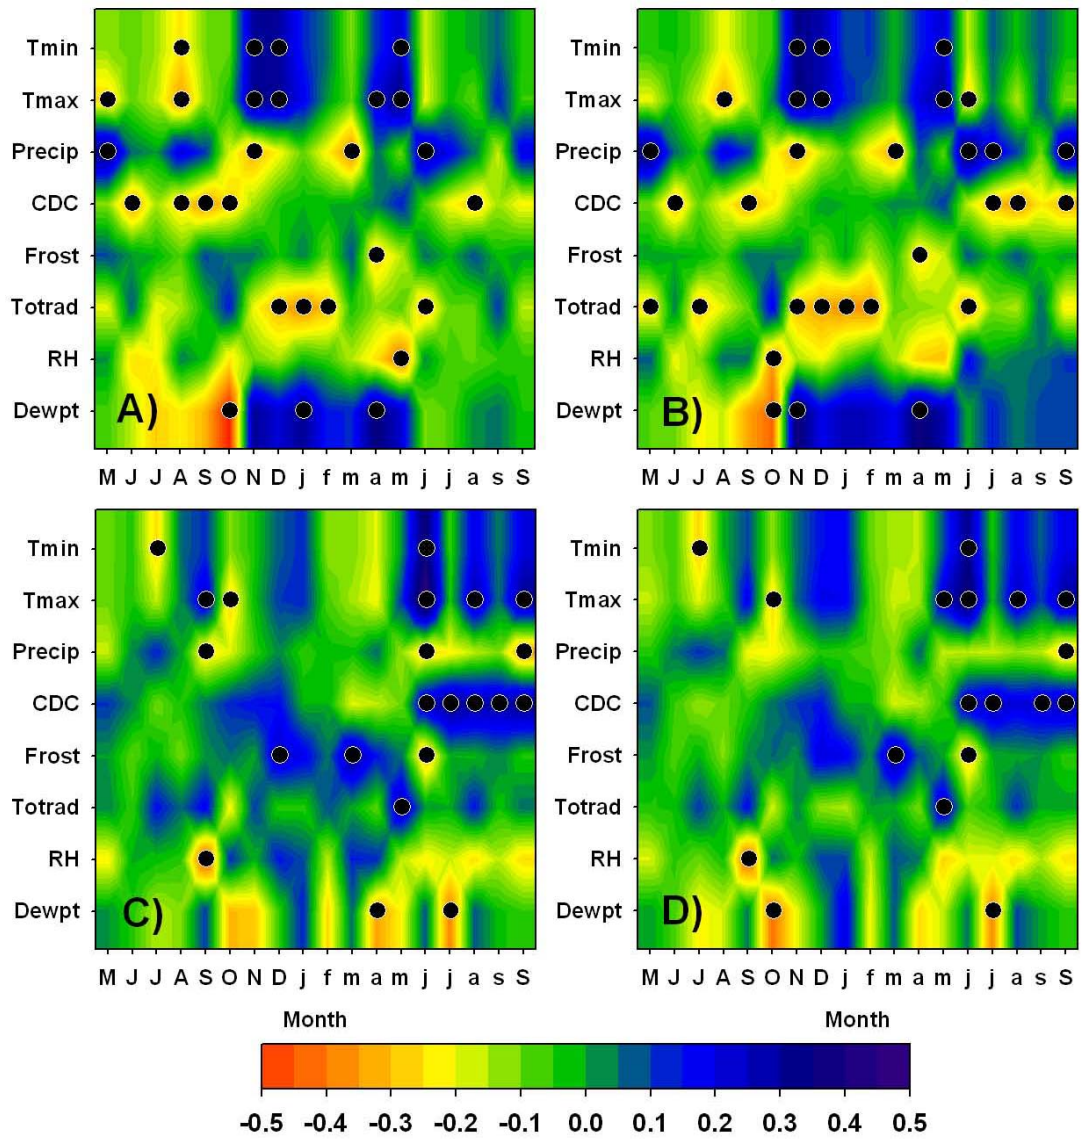 Tmin
Tmax
Precip
CDC
Frost
Totrad
RH
Dewpt
A)
M J J A S O N D j f m a m j j a s S
Tmin
Tmax
Precip
CDC
Frost
Totrad
RH
Dewpt
B)
M J J A S O N D j f m a m j j a s S
Tmin
Tmax
Precip
CDC
Frost
Totrad
RH
Dewpt
C)
M J J A S O N D j f m a m j j a s S
Month
Tmin
Tmax
Precip
CDC
Frost
Totrad
RH
Dewpt
D)
M J J A S O N D j f m a m j j a s S
Month
-0.5 -0.4 -0.3 -0.2 -0.1 0.0 0.1 0.2 0.3 0.4 0.5